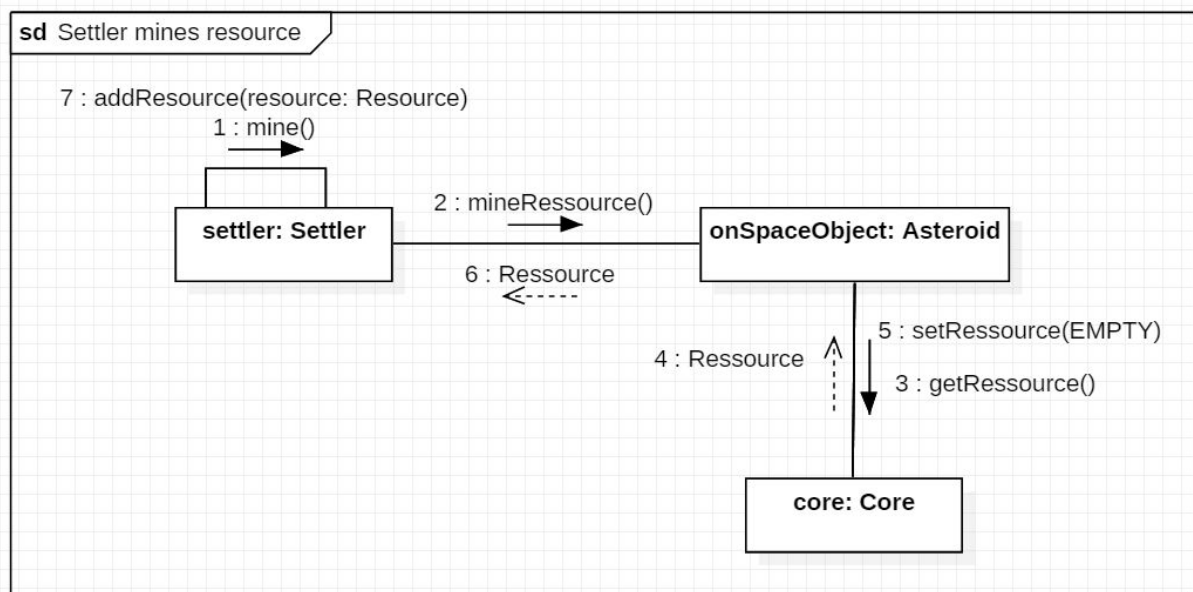 sd Settler mines resource
7 : addResource(resource: Resource)
1 : mine()
settler: Settler
2 : mineRessource()
6 : Ressource
onSpaceObject: Asteroid
5 : setRessource(EMPTY)
4 : Ressource
3 : getRessource()
core: Core